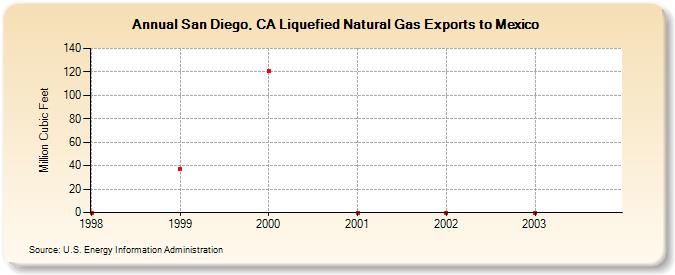 Annual San Diego, CA Liquefied Natural Gas Exports to Mexico
Million Cubic Feet
140
120
100
80
60
40
20
0
1998 1999 2000 2001 2002 2003
Source: U.S. Energy Information Administration